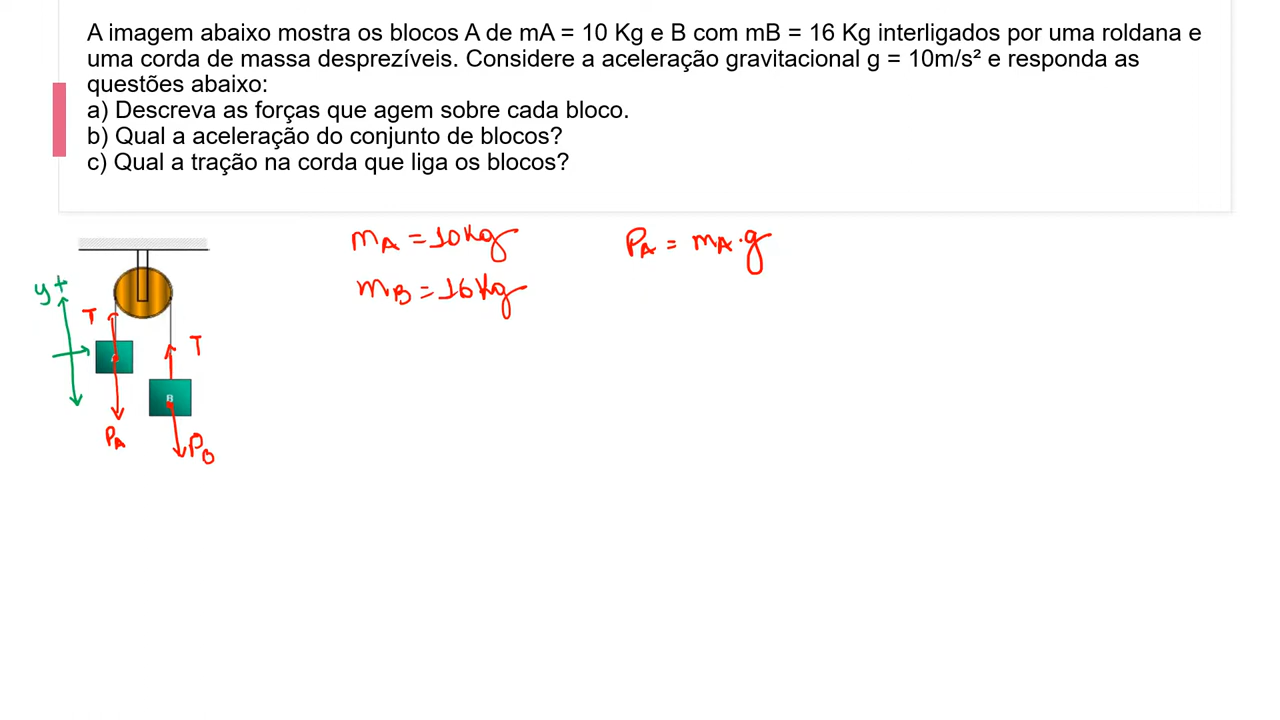 A imagem abaixo mostra os blocos A de mA = 10 Kg e B com mB = 16 Kg interligados por uma roldana e
uma corda de massa desprezíveis. Considere a aceleração gravitacional g = 10m/s² e responda as
questões abaixo:
a) Descreva as forças que agem sobre cada bloco.
b) Qual a aceleração do conjunto de blocos?
c) Qual a tração na corda que liga os blocos?
mA = 10Kg
PA = mA·g
mB = 16Kg
y+
T
T
B
PA
PB